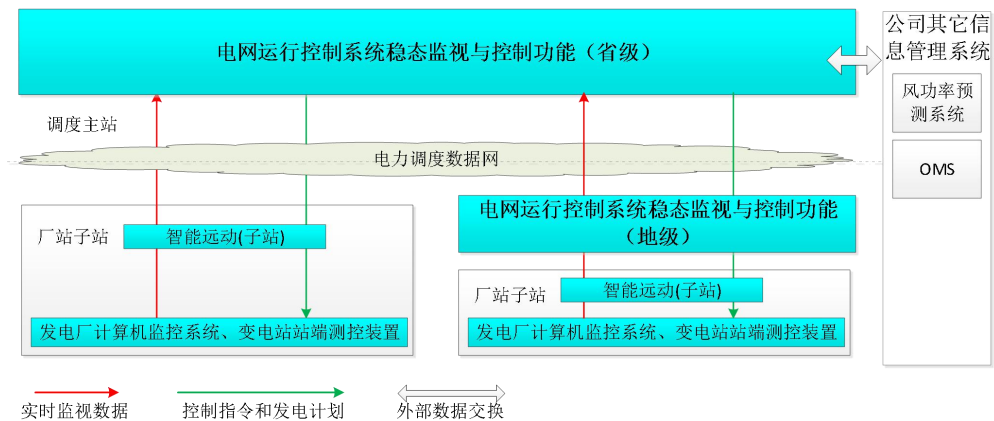 电网运行控制系统稳态监视与控制功能（省级）
公司其它信
息管理系统
风功率预
测系统
OMS
调度主站
电力调度数据网
厂站子站
智能远动(子站)
发电厂计算机监控系统、变电站站端测控装置
电网运行控制系统稳态监视与控制功能
（地级）
厂站子站
智能远动(子站)
发电厂计算机监控系统、变电站站端测控装置
实时监视数据
控制指令和发电计划
外部数据交换